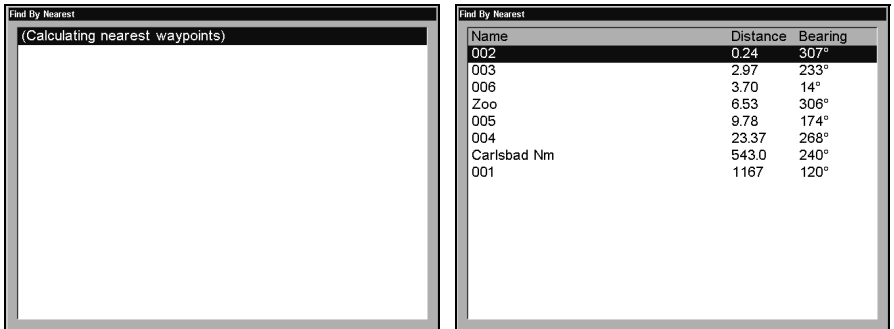 Find By Nearest
(Calculating nearest waypoints)
Find By Nearest
Name Distance Bearing
002 0.24 307°
003 2.97 233°
006 3.70 14°
Zoo 6.53 306°
005 9.78 174°
004 23.37 268°
Carlsbad Nm 543.0 240°
001 1167 120°